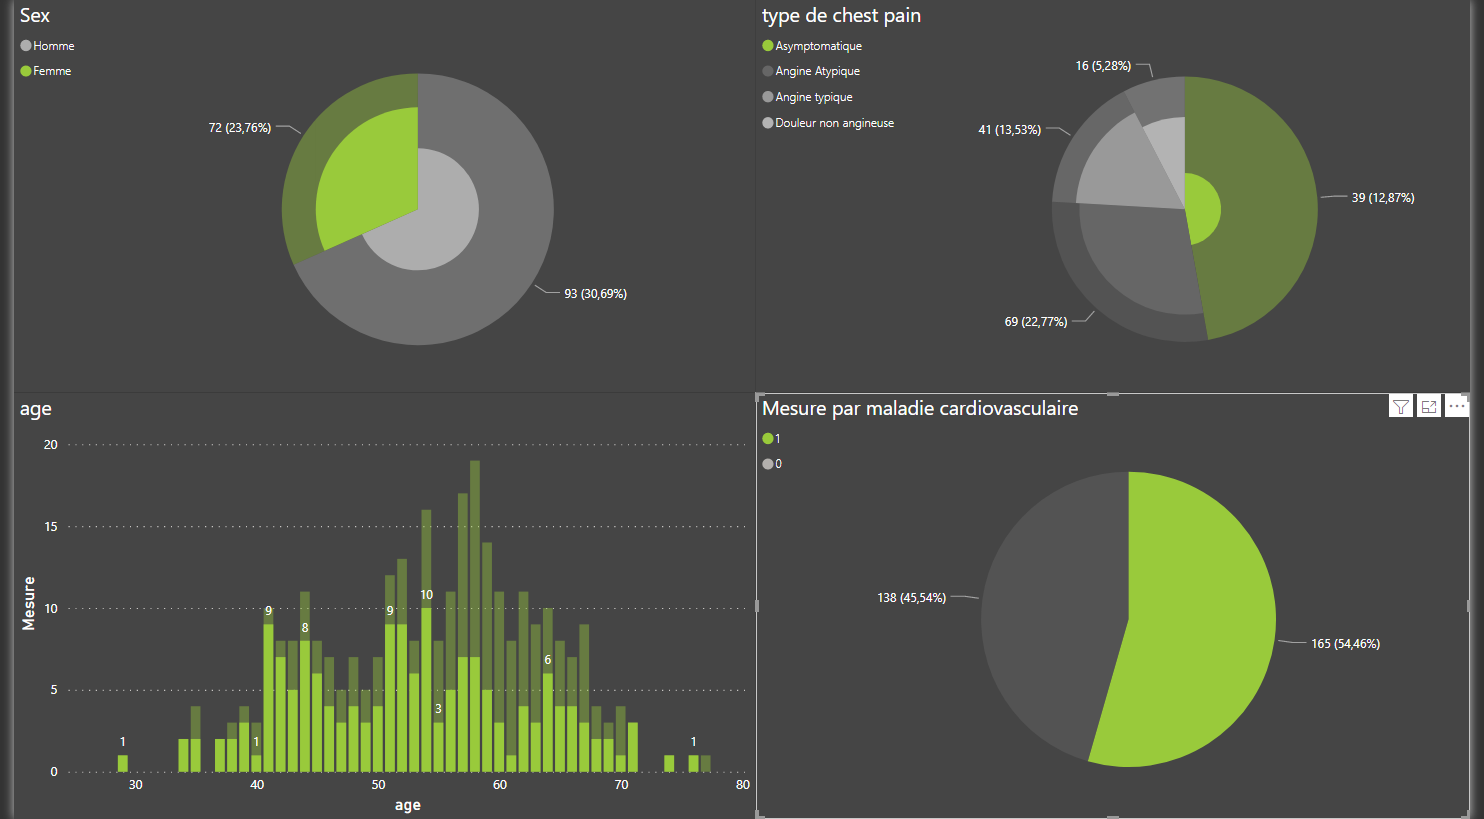 Sex
Homme
Femme
72 (23,76%)
93 (30,69%)
type de chest pain
Asymptomatique
Angine Atypique
Angine typique
Douleur non angineuse
16 (5,28%)
41 (13,53%)
39 (12,87%)
69 (22,77%)
age
Mesure
20
15
10
5
0
1
1
9
8
9
10
3
6
1
30
40
50
60
70
80
age
Mesure par maladie cardiovasculaire
1
0
138 (45,54%)
165 (54,46%)